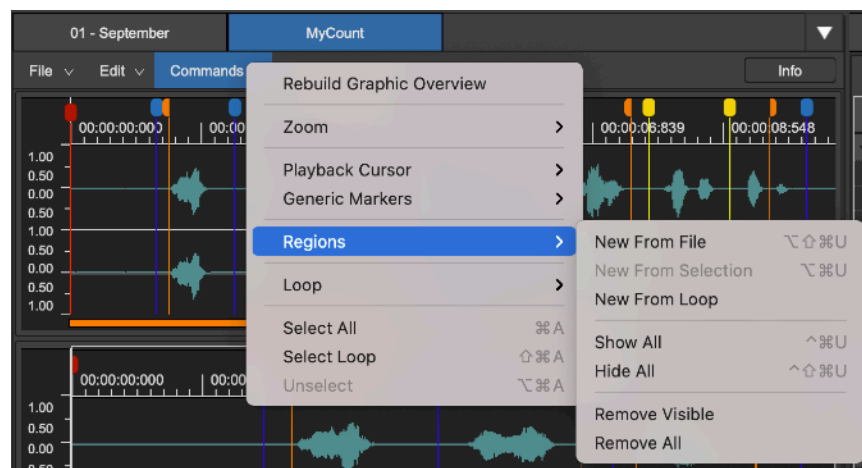 01 - September
MyCount
File
Edit
Commands
Info
00:00:00:000
00:00
00:00:06:839
00:00:08:548
1.00
0.50
0.00
0.50
1.00
0.50
0.00
0.50
1.00
Rebuild Graphic Overview
Zoom
Playback Cursor
Generic Markers
Regions
Loop
Select All ⌘A
Select Loop ⇧⌘A
Unselect ⌥⌘A
New From File ⌥⇧⌘U
New From Selection ⌥⌘U
New From Loop
Show All ^⌘U
Hide All ^⇧⌘U
Remove Visible
Remove All
00:00:00:000
00:00
1.00
0.50
0.00